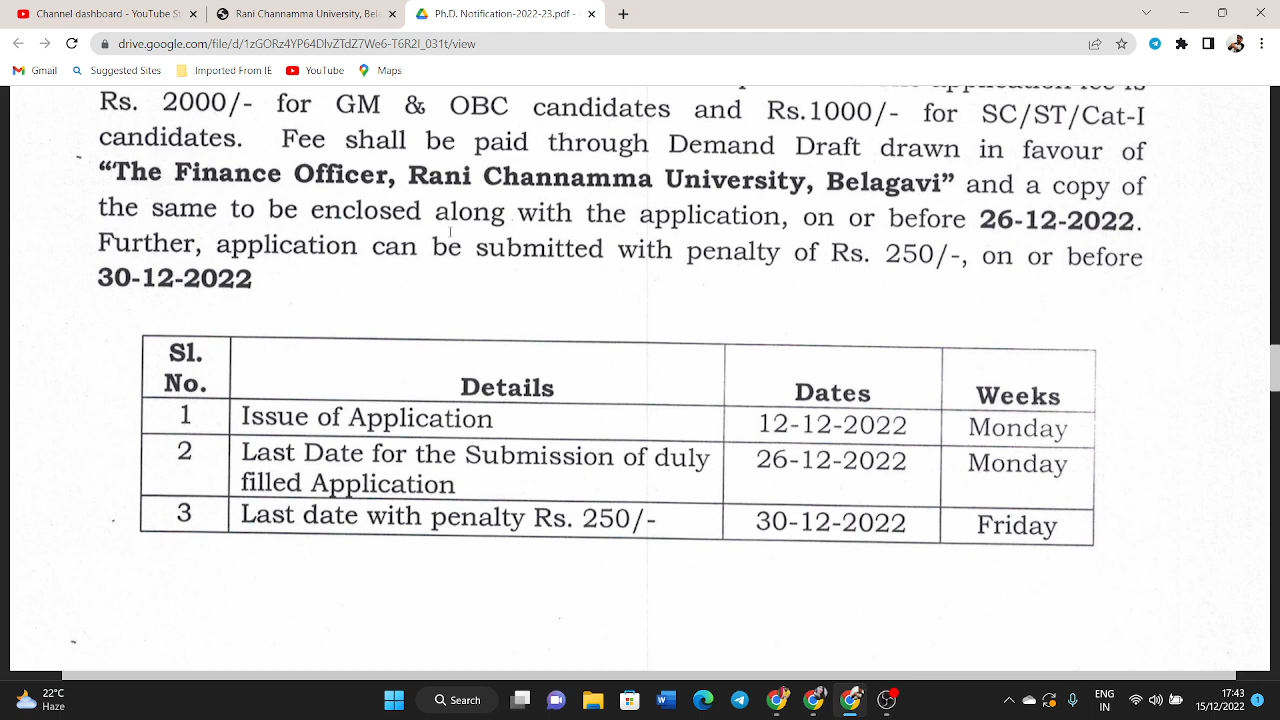 Channel dashboard - YouTube St
Rani Channamma University, Bela
Ph.D. Notification-2022-23.pdf -
drive.google.com/file/d/1zGORz4YP64DlvZTdZ7We6-T6R2l_031t/view
Gmail Suggested Sites Imported From IE YouTube Maps
application fee is
Rs. 2000/- for GM & OBC candidates and Rs.1000/- for SC/ST/Cat-I
candidates. Fee shall be paid through Demand Draft drawn in favour of
“The Finance Officer, Rani Channamma University, Belagavi” and a copy of
the same to be enclosed along with the application, on or before 26-12-2022.
Further, application can be submitted with penalty of Rs. 250/-, on or before
30-12-2022
Sl. No. Details Dates Weeks
1 Issue of Application 12-12-2022 Monday
2 Last Date for the Submission of duly filled Application 26-12-2022 Monday
3 Last date with penalty Rs. 250/- 30-12-2022 Friday
22°C
Haze
Search
ENG
IN
17:43
15/12/2022
1